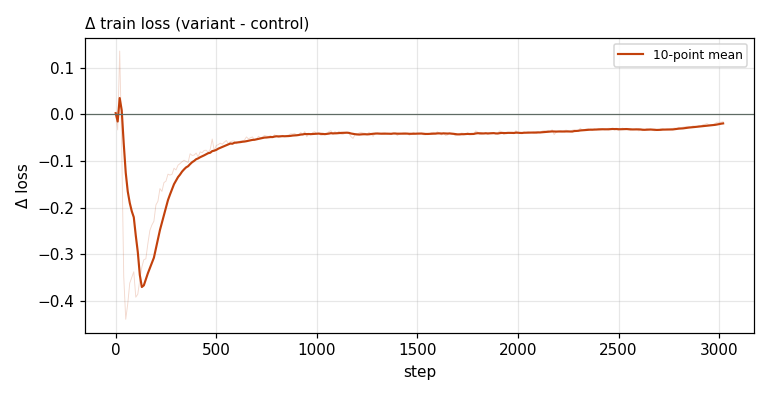 Δ train loss (variant - control)
10-point mean
0.1
0.0
−0.1
−0.2
−0.3
−0.4
Δ loss
0 500 1000 1500 2000 2500 3000
step